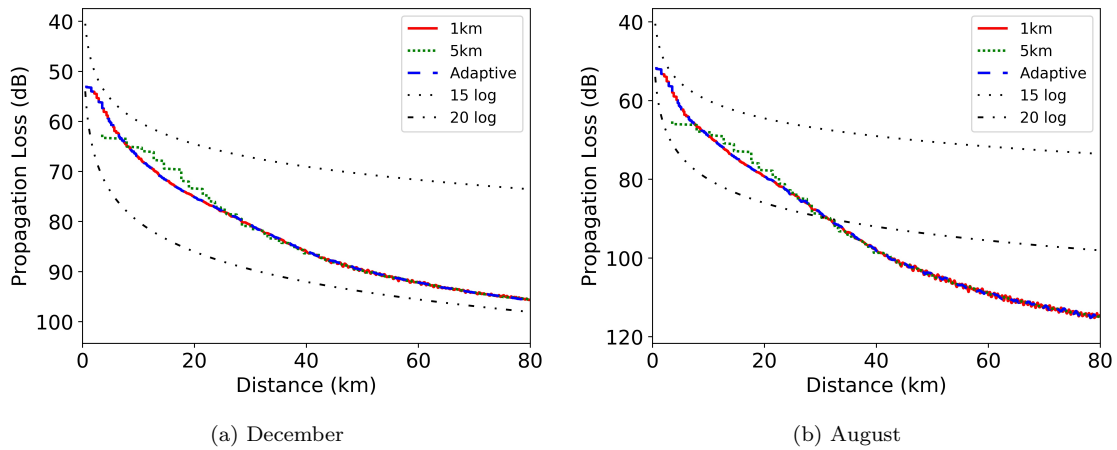 40
50
60
70
80
90
100
0
20
40
60
80
Propagation Loss (dB)
Distance (km)
1km
5km
Adaptive
15 log
20 log
(a) December
40
60
80
100
120
0
20
40
60
80
Propagation Loss (dB)
Distance (km)
1km
5km
Adaptive
15 log
20 log
(b) August